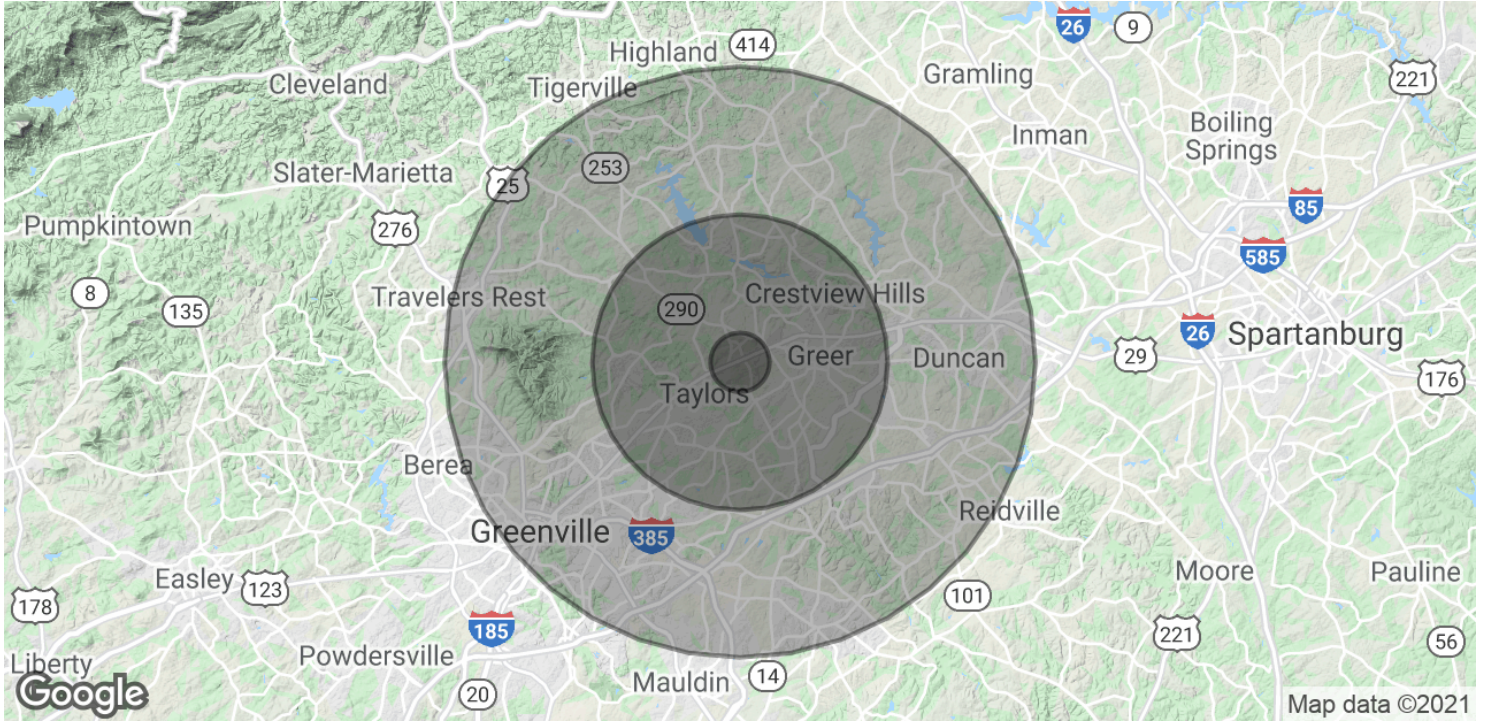 Highland
414
26
9
Cleveland
Tigerville
Gramling
221
Inman
Boiling
Springs
253
Slater-Marietta
25
85
Pumpkintown
276
585
8
135
Travelers Rest
290
Crestview Hills
26
Spartanburg
Greer
Duncan
29
176
Taylors
Berea
Greenville
385
Reidville
Easley
123
101
Moore
Pauline
178
185
221
56
Liberty
Powdersville
Mauldin
14
20
Google
Map data ©2021